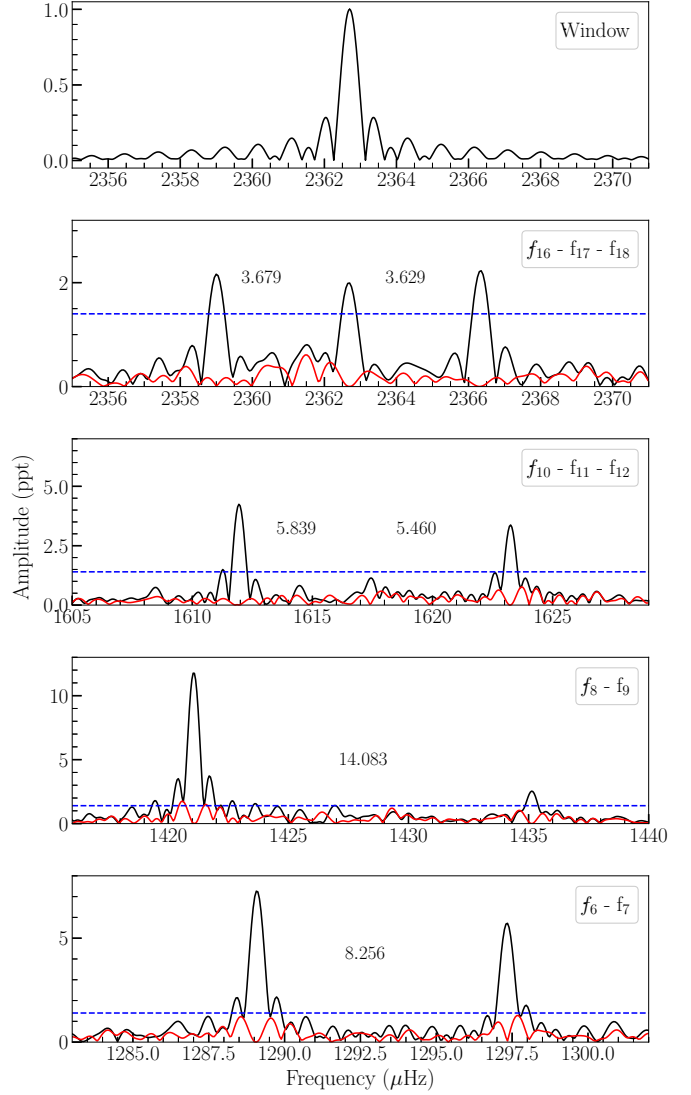 Window
1.0
0.5
0.0
2356 2358 2360 2362 2364 2366 2368 2370
f16 - f17 - f18
3.679 3.629
2
0
2356 2358 2360 2362 2364 2366 2368 2370
f10 - f11 - f12
5.839 5.460
5.0
2.5
0.0
1605 1610 1615 1620 1625
f8 - f9
14.083
10
5
0
1420 1425 1430 1435 1440
f6 - f7
8.256
5
0
1285.0 1287.5 1290.0 1292.5 1295.0 1297.5 1300.0
Frequency (μHz)
Amplitude (ppt)